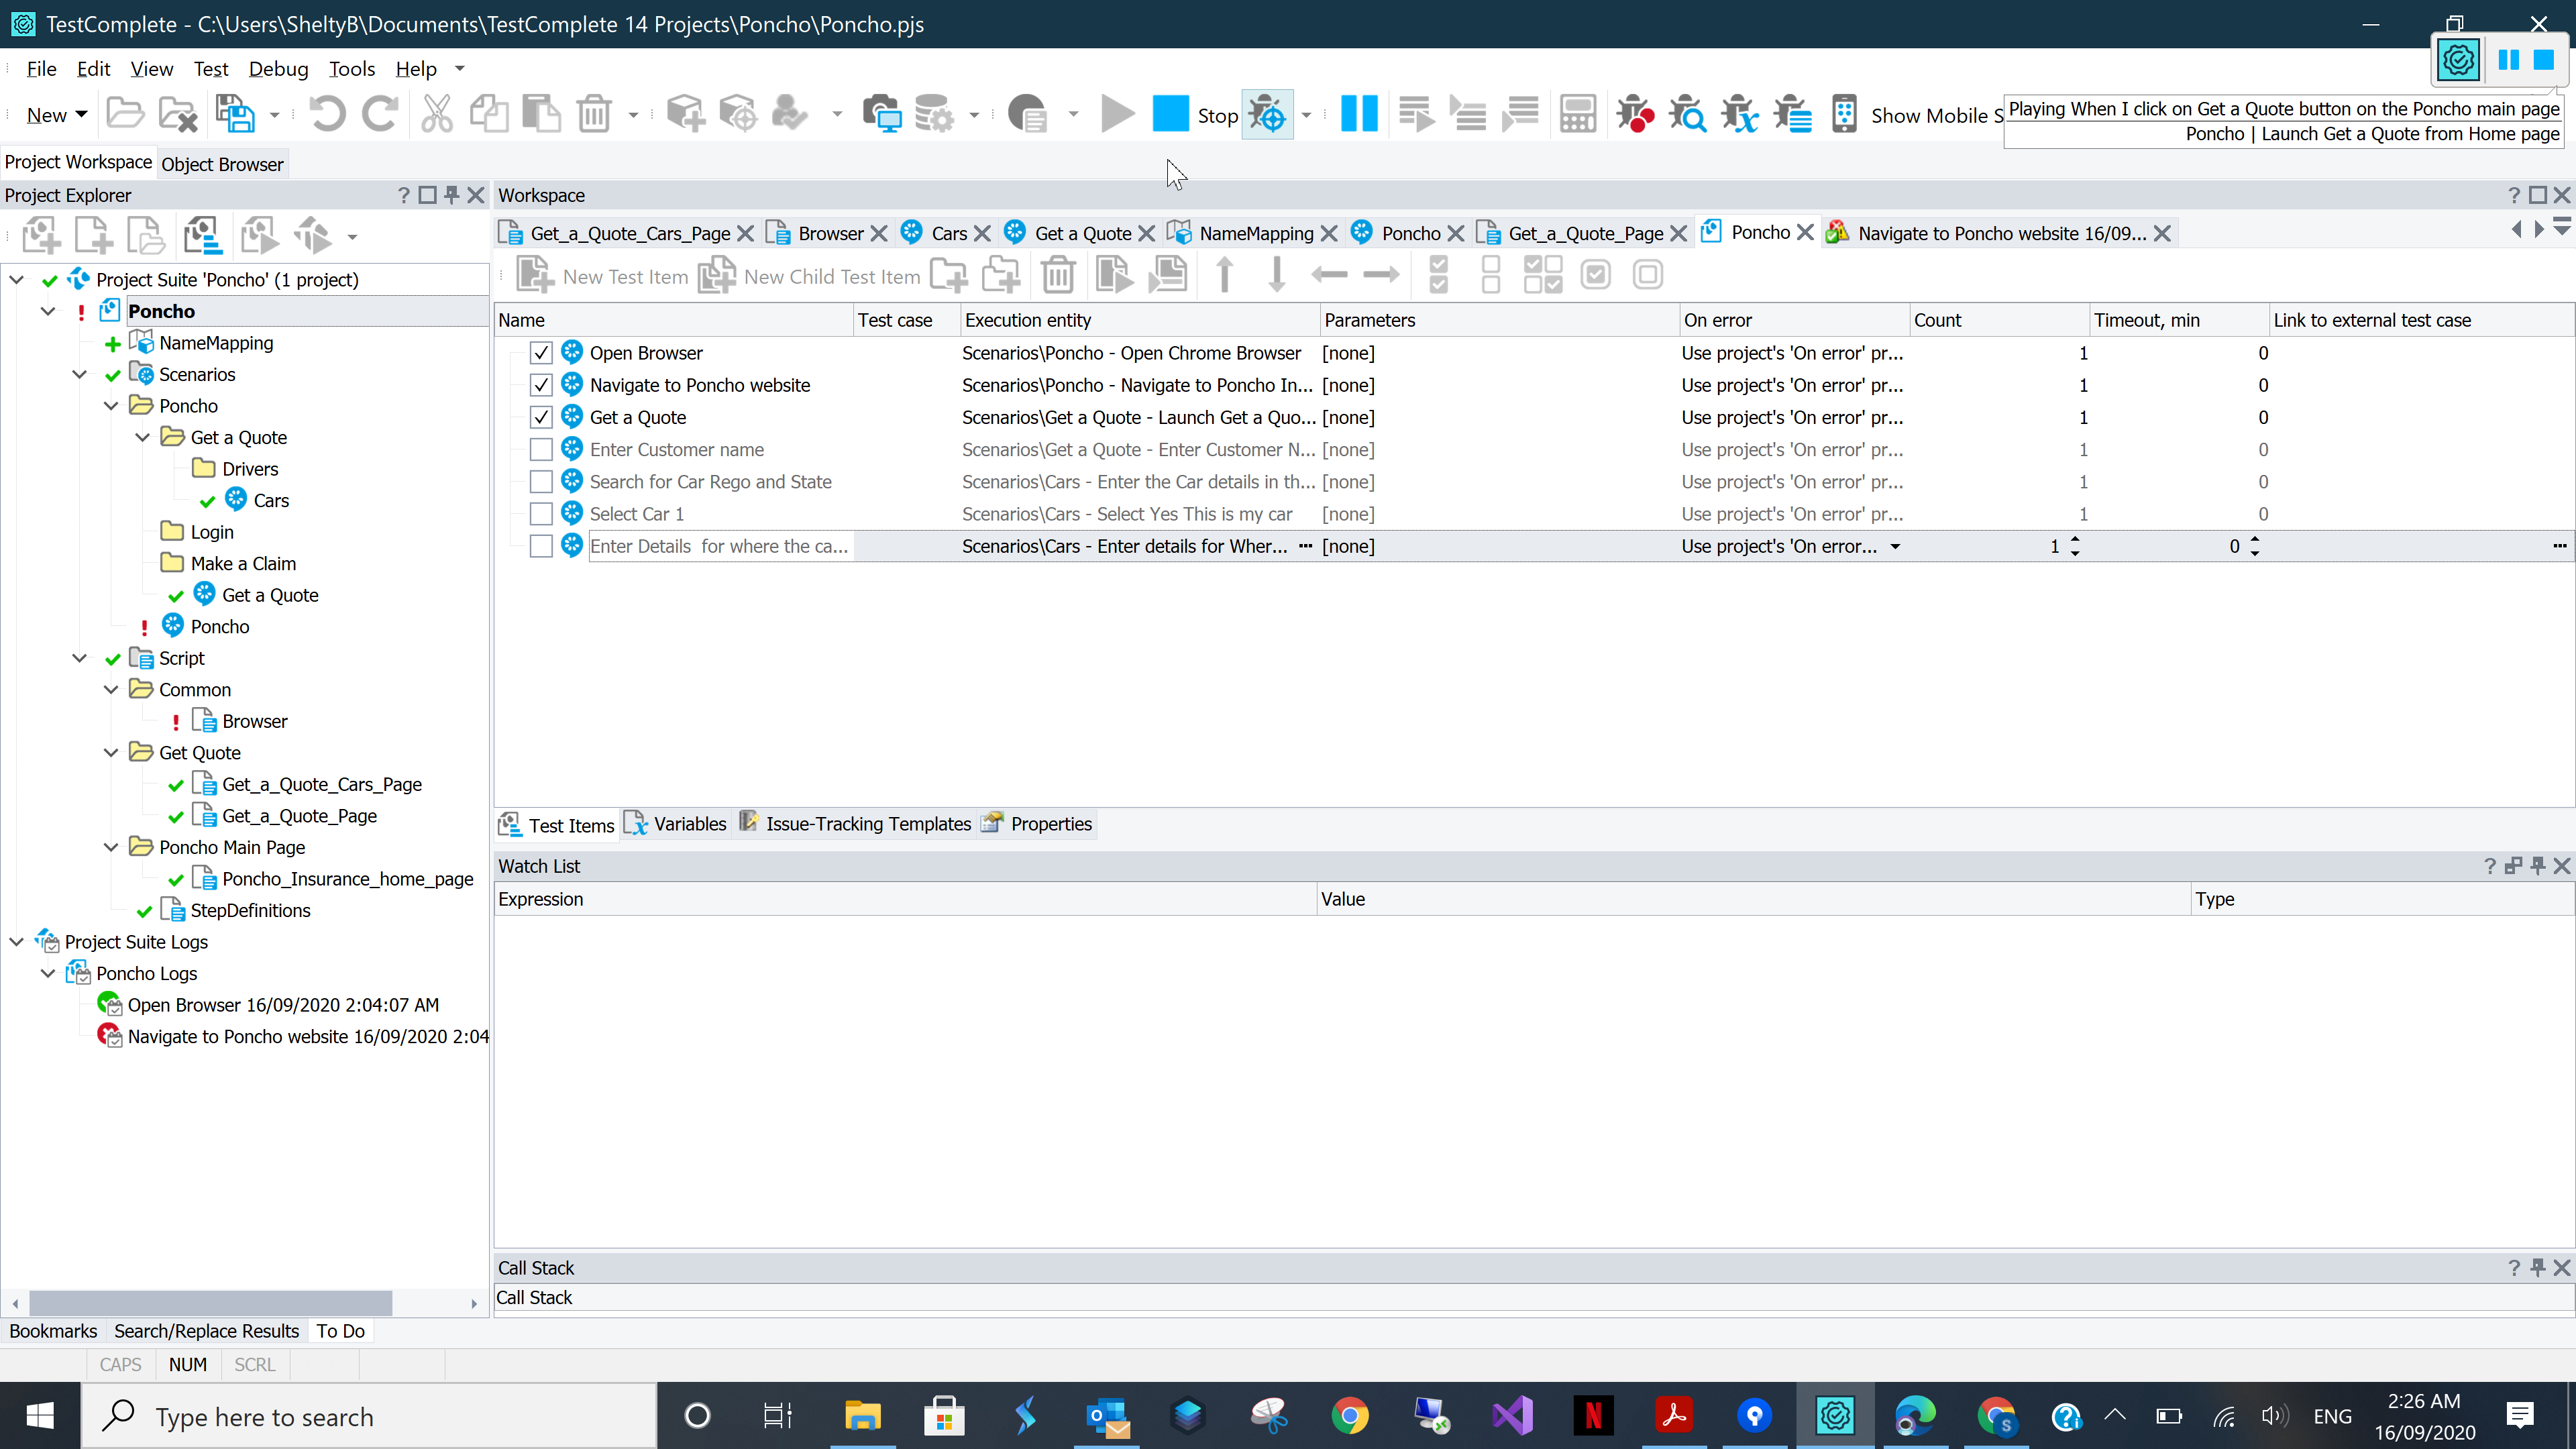 TestComplete - C:\Users\SheltyB\Documents\TestComplete 14 Projects\Poncho\Poncho.pjs
File Edit View Test Debug Tools Help
New Stop Show Mobile S
Playing When I click on Get a Quote button on the Poncho main page
Poncho | Launch Get a Quote from Home page
Project Workspace Object Browser
Project Explorer
Project Suite 'Poncho' (1 project)
Poncho
NameMapping
Scenarios
Poncho
Get a Quote
Drivers
Cars
Login
Make a Claim
Get a Quote
Poncho
Script
Common
Browser
Get Quote
Get_a_Quote_Cars_Page
Get_a_Quote_Page
Poncho Main Page
Poncho_Insurance_home_page
StepDefinitions
Project Suite Logs
Poncho Logs
Open Browser 16/09/2020 2:04:07 AM
Navigate to Poncho website 16/09/2020 2:04
Workspace
Get_a_Quote_Cars_Page Browser Cars Get a Quote NameMapping Poncho Get_a_Quote_Page Poncho Navigate to Poncho website 16/09...
New Test Item New Child Test Item
Name Test case Execution entity Parameters On error Count Timeout, min Link to external test case
Open Browser Scenarios\Poncho - Open Chrome Browser [none] Use project's 'On error' pr... 1 0
Navigate to Poncho website Scenarios\Poncho - Navigate to Poncho In... [none] Use project's 'On error' pr... 1 0
Get a Quote Scenarios\Get a Quote - Launch Get a Quo... [none] Use project's 'On error' pr... 1 0
Enter Customer name Scenarios\Get a Quote - Enter Customer N... [none] Use project's 'On error' pr... 1 0
Search for Car Rego and State Scenarios\Cars - Enter the Car details in th... [none] Use project's 'On error' pr... 1 0
Select Car 1 Scenarios\Cars - Select Yes This is my car [none] Use project's 'On error' pr... 1 0
Enter Details for where the ca... Scenarios\Cars - Enter details for Wher... ... [none] Use project's 'On error... 1 0 ...
Test Items Variables Issue-Tracking Templates Properties
Watch List
Expression Value Type
Call Stack
Call Stack
Bookmarks Search/Replace Results To Do
CAPS NUM SCRL
Type here to search
ENG
2:26 AM
16/09/2020